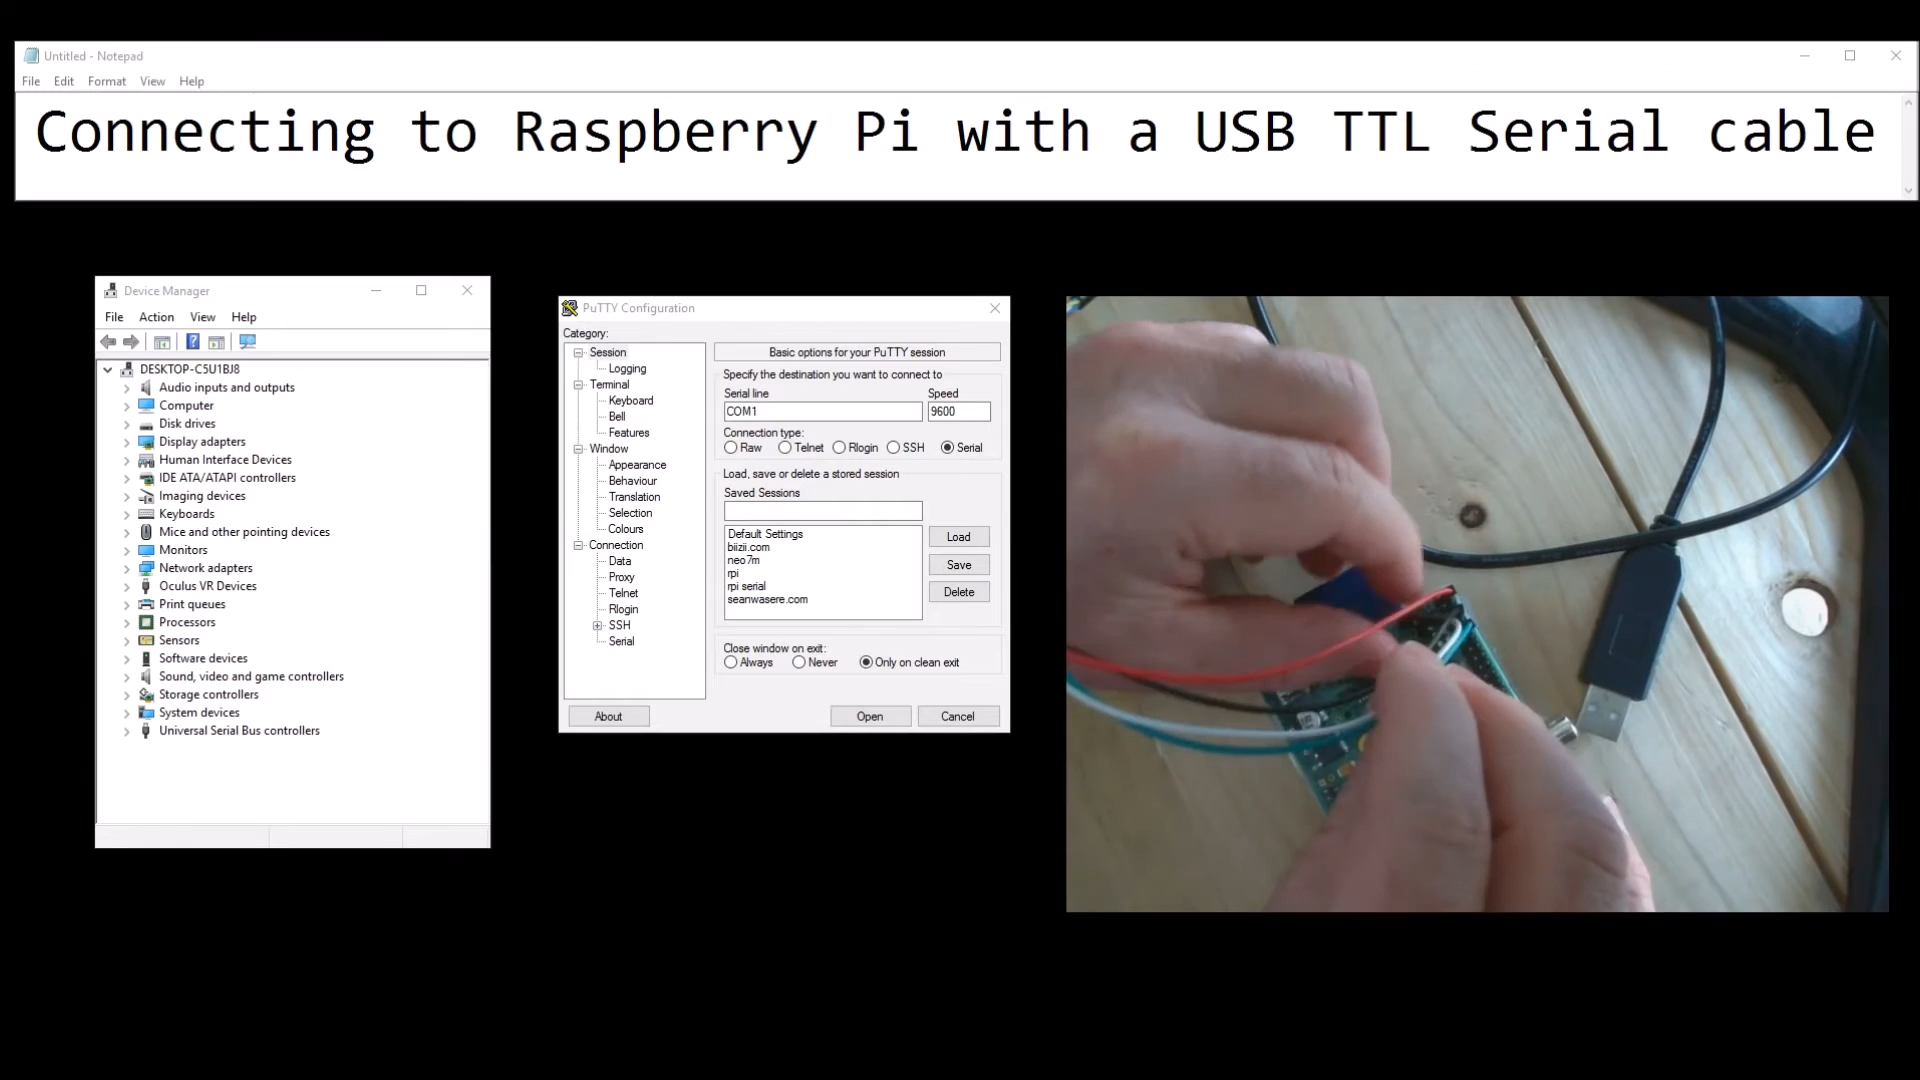 Untitled - Notepad
File Edit Format View Help
Connecting to Raspberry Pi with a USB TTL Serial cable
Device Manager
File Action View Help
DESKTOP-C5U1BJ8
Audio inputs and outputs
Computer
Disk drives
Display adapters
Human Interface Devices
IDE ATA/ATAPI controllers
Imaging devices
Keyboards
Mice and other pointing devices
Monitors
Network adapters
Oculus VR Devices
Print queues
Processors
Sensors
Software devices
Sound, video and game controllers
Storage controllers
System devices
Universal Serial Bus controllers
PuTTY Configuration
Category:
Session
Logging
Terminal
Keyboard
Bell
Features
Window
Appearance
Behaviour
Translation
Selection
Colours
Connection
Data
Proxy
Telnet
Rlogin
SSH
Serial
Basic options for your PuTTY session
Specify the destination you want to connect to
Serial line Speed
COM1 9600
Connection type:
Raw Telnet Rlogin SSH Serial
Load, save or delete a stored session
Saved Sessions
Default Settings
biizii.com
neo7m
rpi
rpi serial
seanwasere.com
Load
Save
Delete
Close window on exit:
Always Never Only on clean exit
About Open Cancel